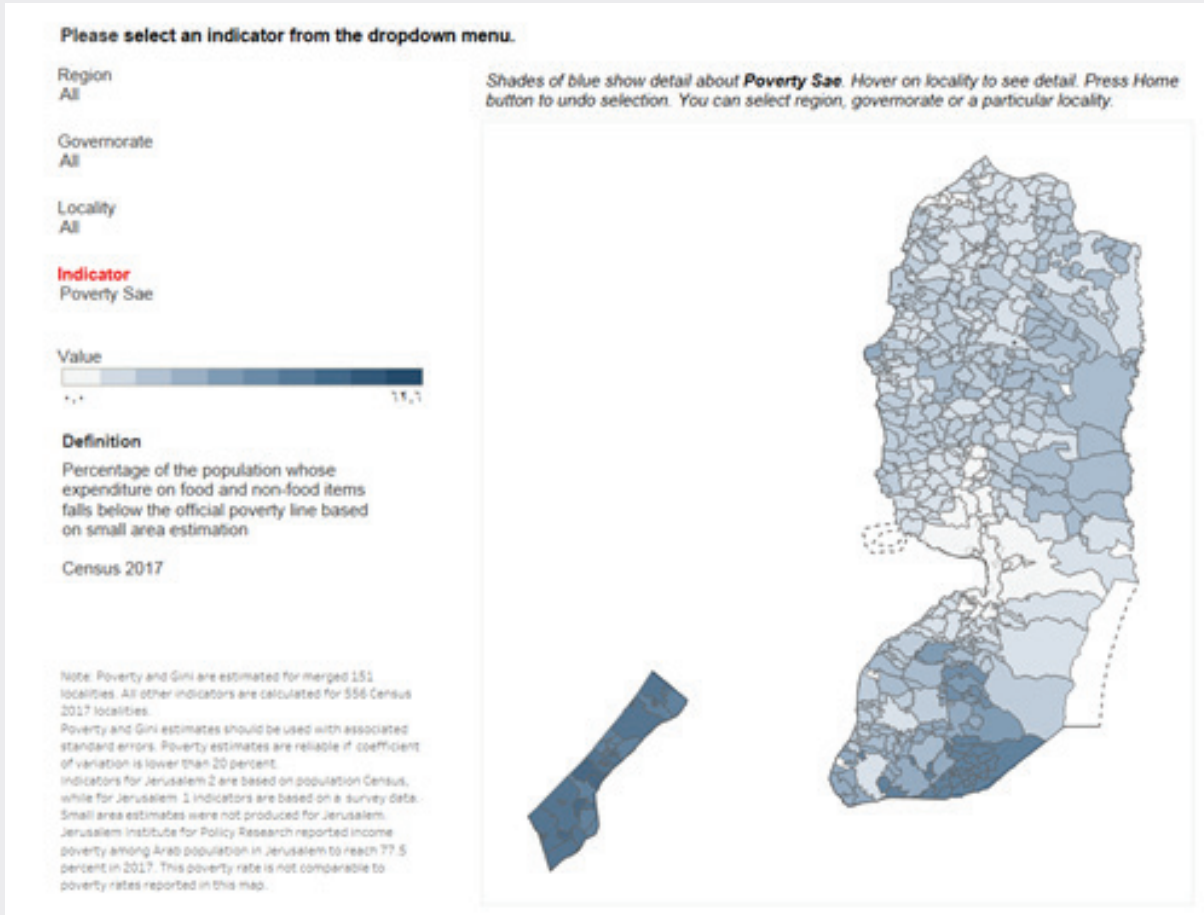 Please select an indicator from the dropdown menu.
Region
All
Governorate
All
Locality
All
Indicator
Poverty Sae
Value
٠,٠
Definition
Percentage of the population whose
expenditure on food and non-food items
falls below the official poverty line based
on small area estimation
Census 2017
Note: Poverty and Gini are estimated for merged 151
localities. All other indicators are calculated for 556 Census
2017 localities.
Poverty and Gini estimates should be used with associated
standard errors. Poverty estimates are reliable if coefficient
of variation is lower than 20 percent.
Indicators for Jerusalem 2 are based on population Census,
while for Jerusalem 1 indicators are based on a survey data.
Small area estimates were not produced for Jerusalem.
Jerusalem Institute for Policy Research reported income
poverty among Arab population in Jerusalem to reach 77.5
percent in 2017. This poverty rate is not comparable to
poverty rates reported in this map.
Shades of blue show detail about Poverty Sae. Hover on locality to see detail. Press Home
button to undo selection. You can select region, governorate or a particular locality.